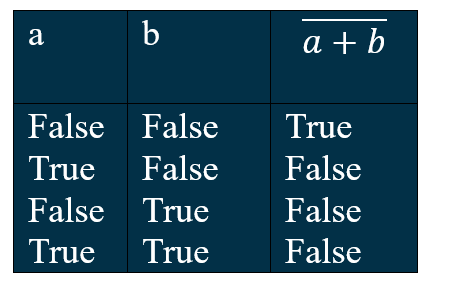 a b $\overline{a + b}$
False False True
True False False
False True False
True True False